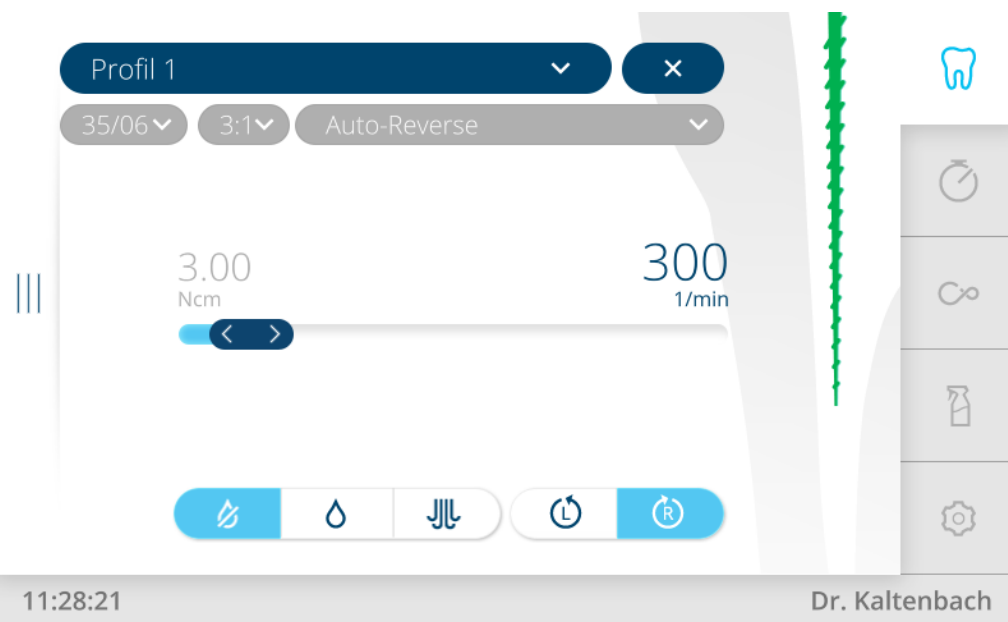 Profil 1
35/06 3:1 Auto-Reverse
3.00 300
Ncm 1/min
L R
11:28:21 Dr. Kaltenbach